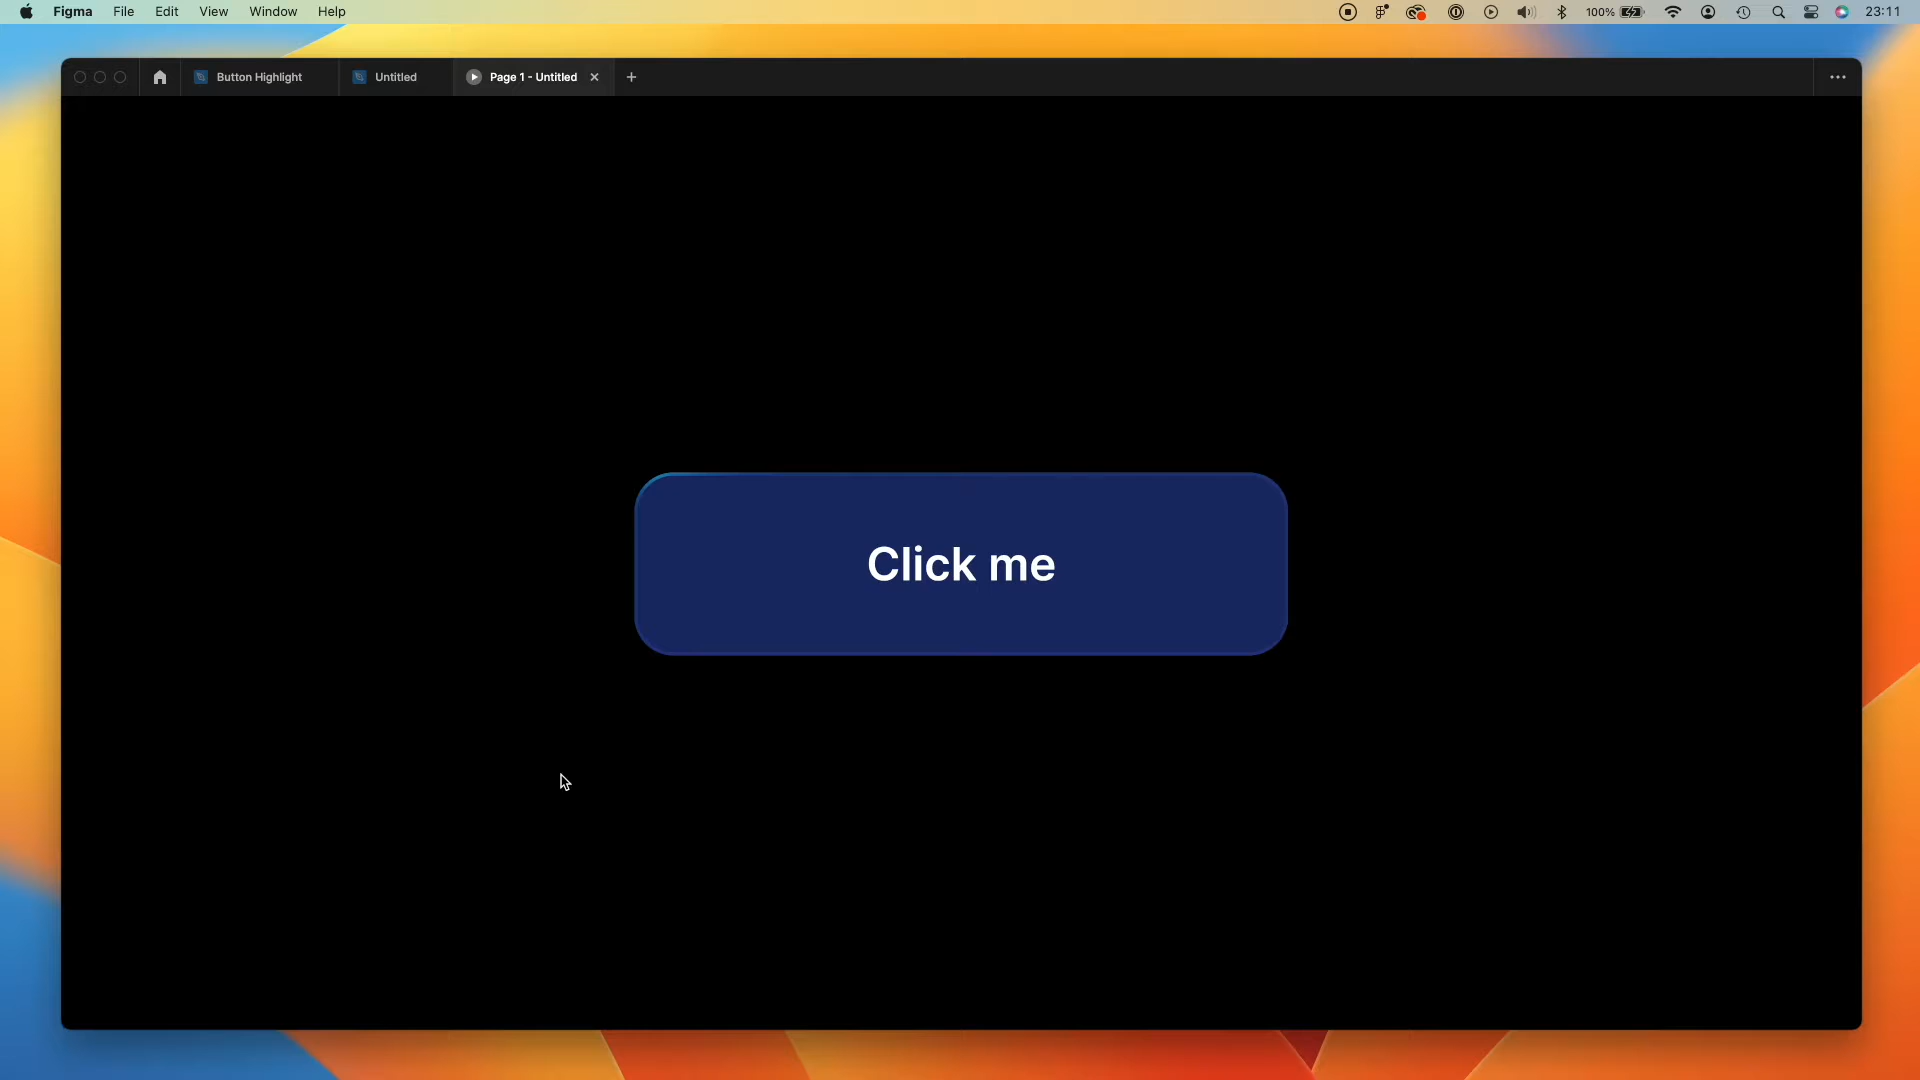 Figma File Edit View Window Help 100% 23:11
Button Highlight Untitled Page 1 - Untitled
Click me